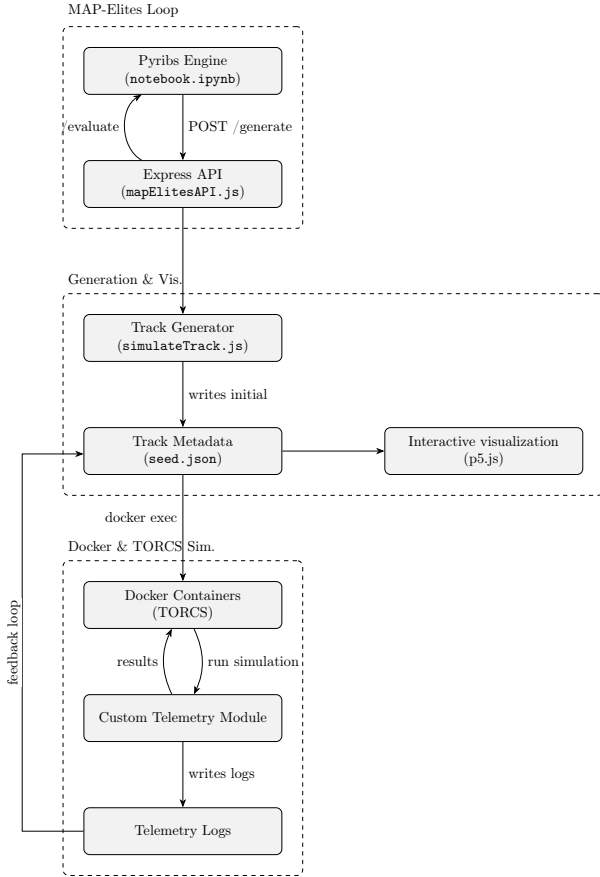 MAP-Elites Loop
Pyribs Engine
(notebook.ipynb)
/evaluate
POST /generate
Express API
(mapElitesAPI.js)
Generation & Vis.
Track Generator
(simulateTrack.js)
writes initial
Track Metadata
(seed.json)
Interactive visualization
(p5.js)
docker exec
Docker & TORCS Sim.
Docker Containers
(TORCS)
results
run simulation
feedback loop
Custom Telemetry Module
writes logs
Telemetry Logs